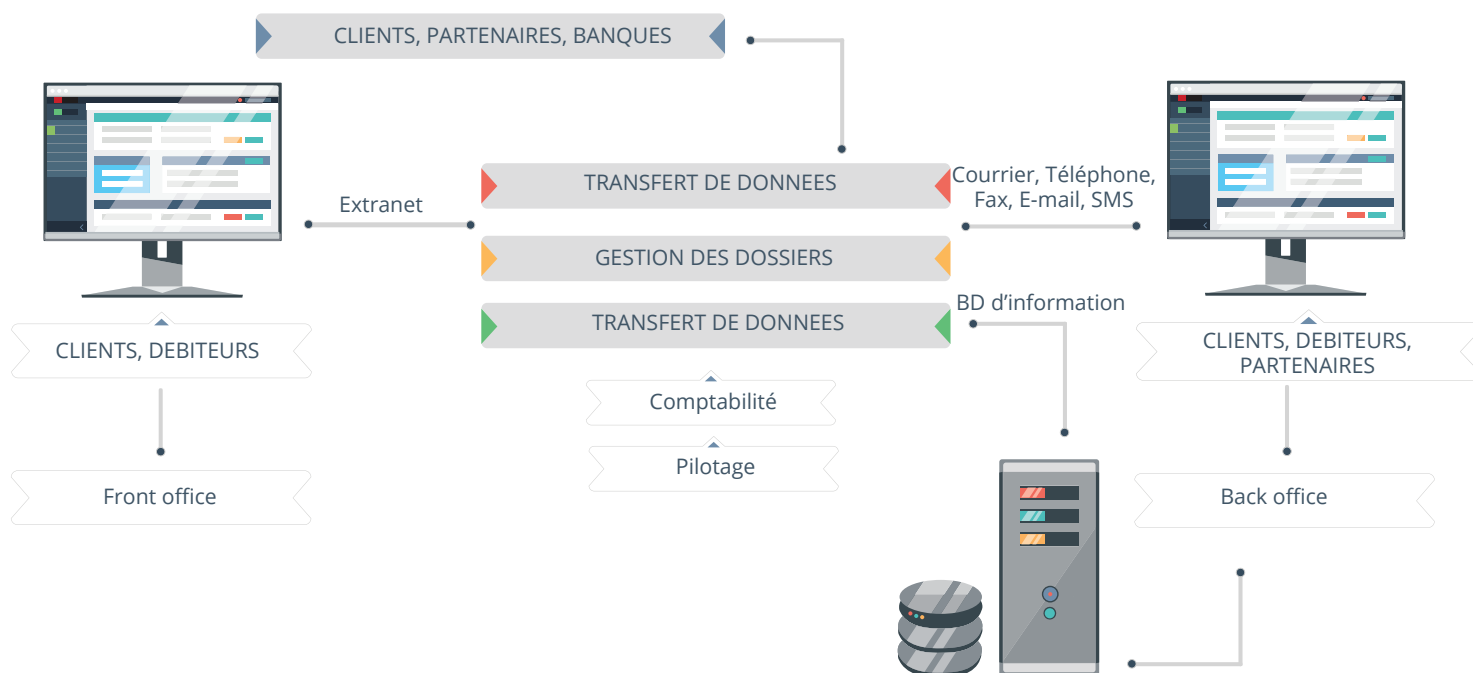 CLIENTS, PARTENAIRES, BANQUES
TRANSFERT DE DONNEES
Courrier, Téléphone,
Fax, E-mail, SMS
Extranet
GESTION DES DOSSIERS
BD d’information
TRANSFERT DE DONNEES
CLIENTS, DEBITEURS
CLIENTS, DEBITEURS,
PARTENAIRES
Comptabilité
Pilotage
Front office
Back office